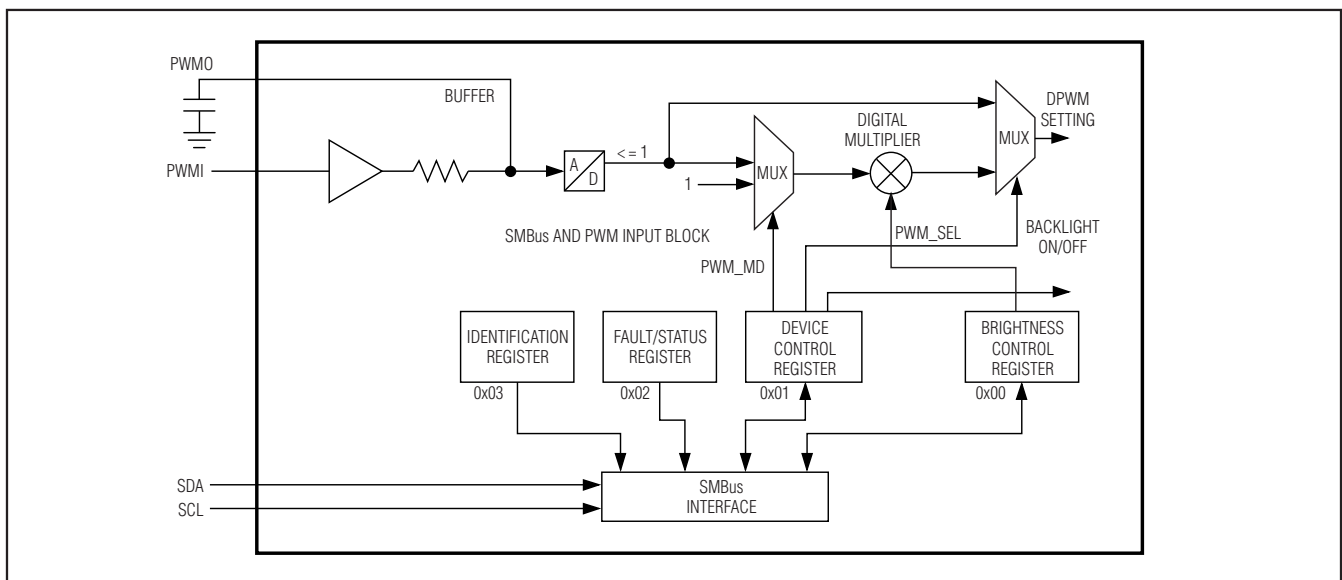 PWMO
BUFFER
DIGITAL
MULTIPLIER
DPWM
SETTING
PWMI
A
D
< = 1
1
MUX
MUX
SMBus AND PWM INPUT BLOCK
PWM_MD
PWM_SEL
BACKLIGHT
ON/OFF
IDENTIFICATION
REGISTER
0x03
FAULT/STATUS
REGISTER
0x02
DEVICE
CONTROL
REGISTER
0x01
BRIGHTNESS
CONTROL
REGISTER
0x00
SDA
SCL
SMBus
INTERFACE